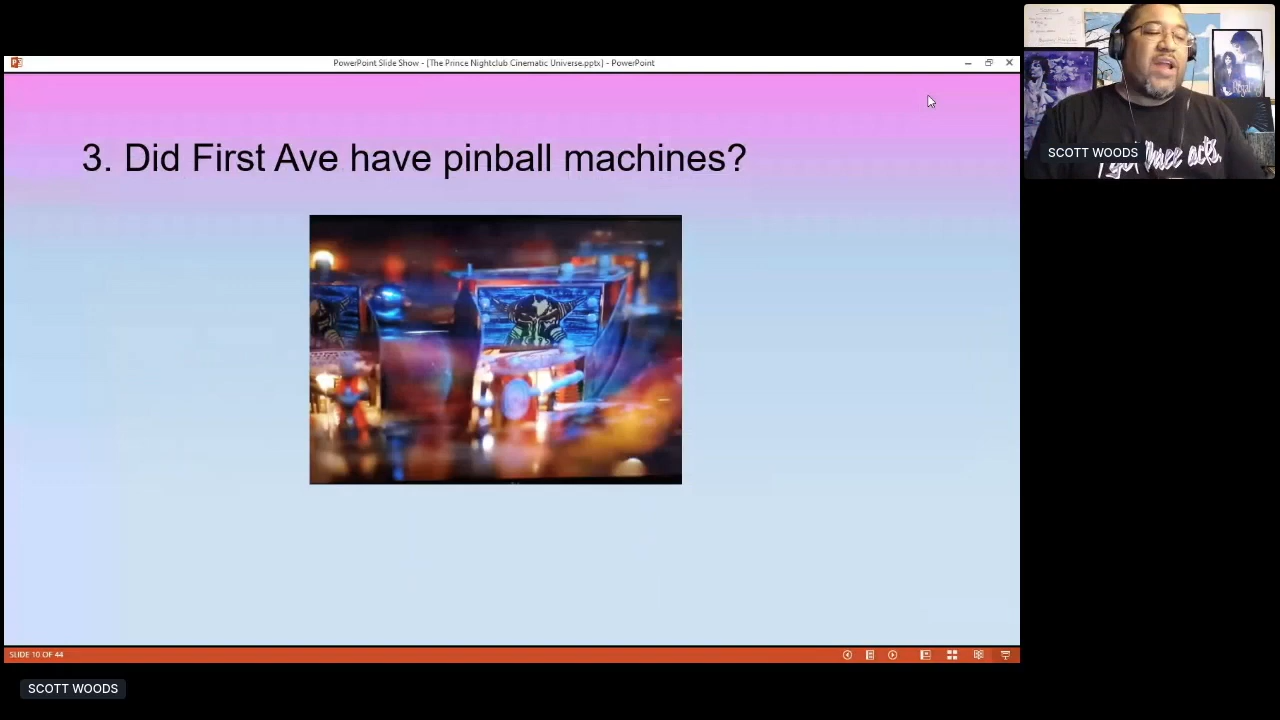 PowerPoint Slide Show - [The Prince Nightclub Cinematic Universe.pptx] - PowerPoint
3. Did First Ave have pinball machines?
SCOTT WOODS
SLIDE 10 OF 44
SCOTT WOODS